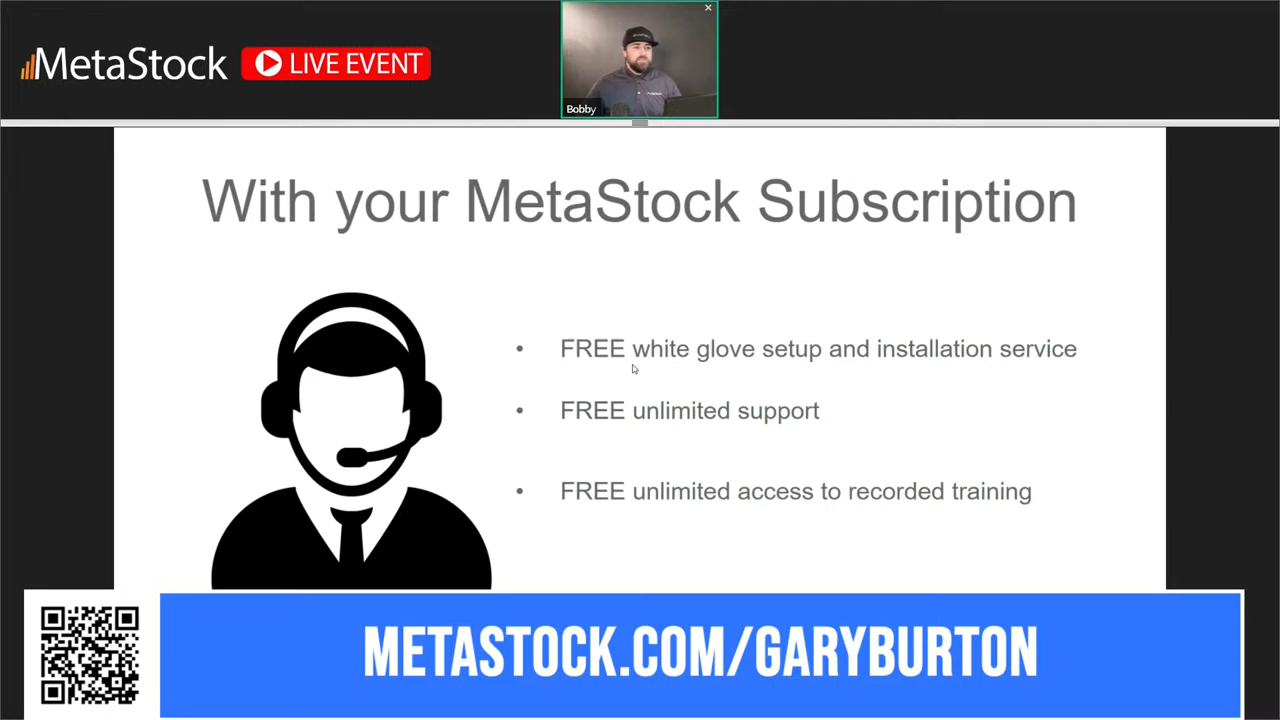 MetaStock LIVE EVENT
Bobby
With your MetaStock Subscription
• FREE white glove setup and installation service
• FREE unlimited support
• FREE unlimited access to recorded training
METASTOCK.COM/GARYBURTON